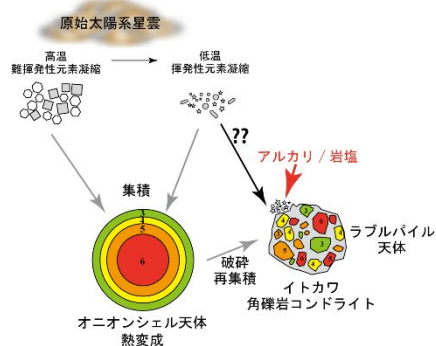 原始太陽系星雲
高温
難揮発性元素凝縮
低温
揮発性元素凝縮
??
アルカリ / 岩塩
集積
3
4
5
6
オニオンシェル天体
熱変成
破砕
再集積
ラブルパイル
天体
イトカワ
角礫岩コンドライト